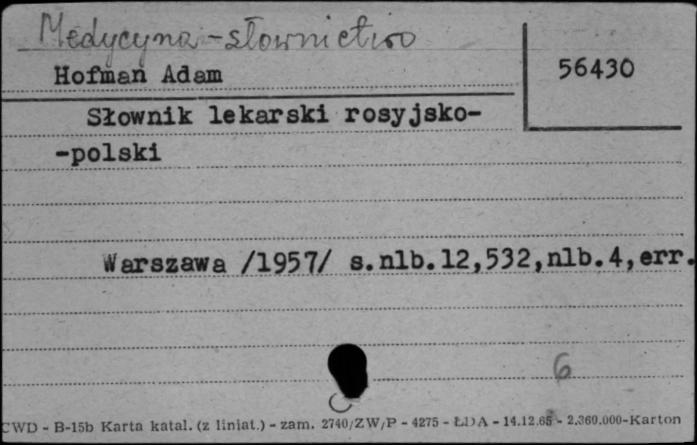 Medycyna - słownictwo
Hofman Adam
56430
Słownik lekarski rosyjsko-
-polski
Warszawa /1957/ s.nlb.12,532,nlb.4,err.
6
CWD - B-15b Karta katal. (z liniat.) - zam. 2740/ZW/P - 4275 - ŁDA - 14.12.65 - 2.360.000-Karton